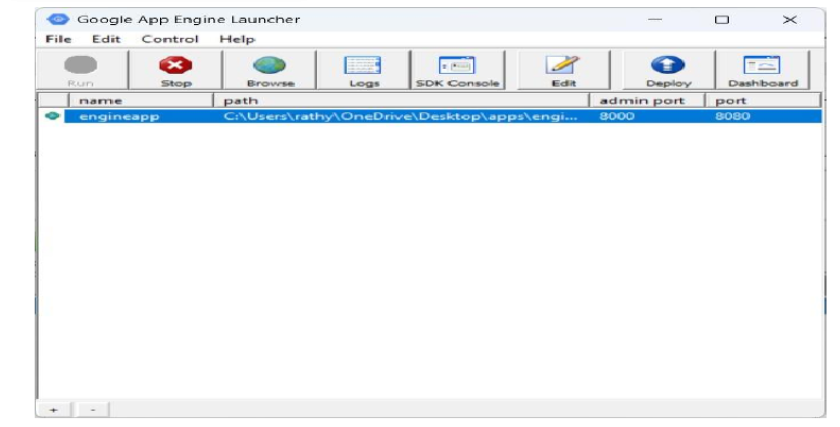 Google App Engine Launcher
File Edit Control Help
Run Stop Browse Logs SDK Console Edit Deploy Dashboard
name path admin port port
engineapp C:\Users\rathy\OneDrive\Desktop\apps\engi... 8000 8080
+ -